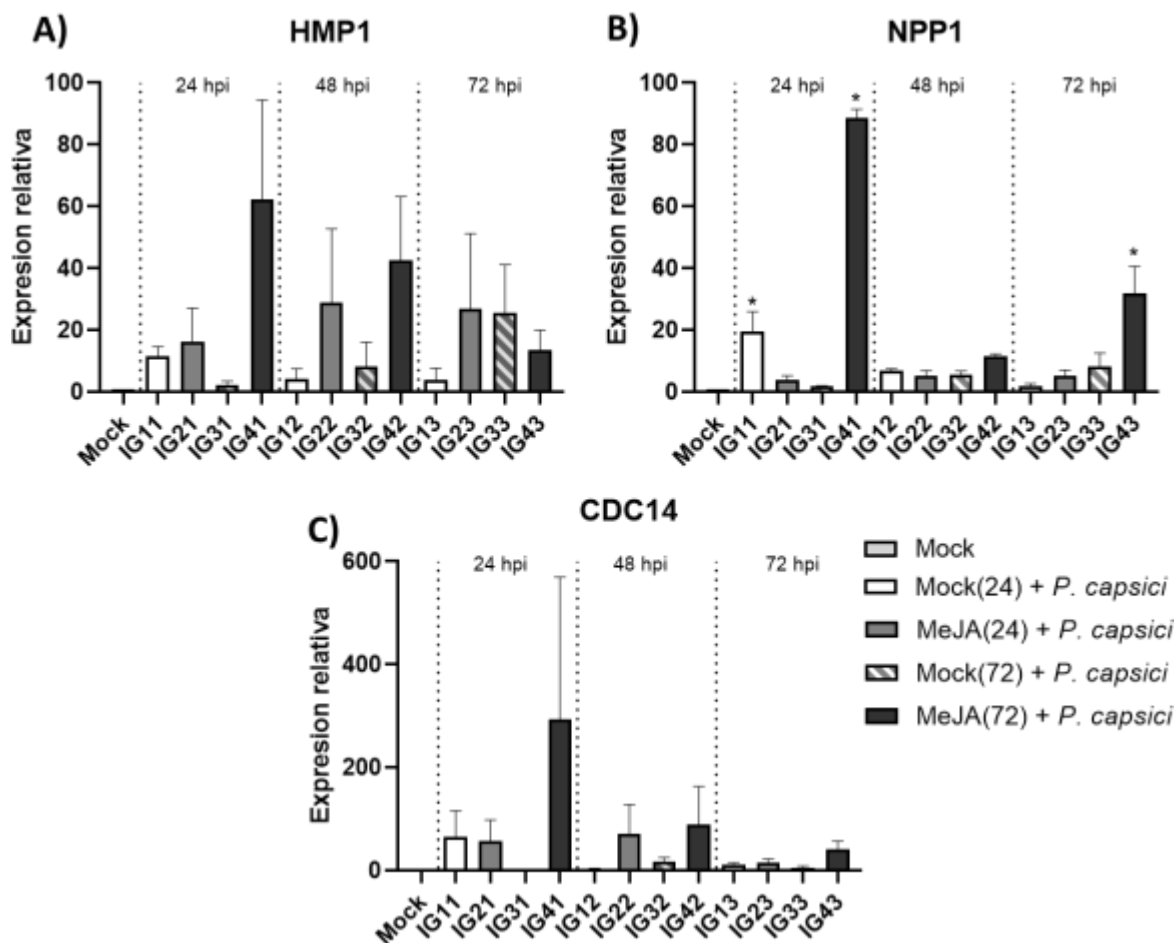 A)
HMP1
Expresion relativa
100
80
60
40
20
0
24 hpi
48 hpi
72 hpi
Mock
IG11
IG21
IG31
IG41
IG12
IG22
IG32
IG42
IG13
IG23
IG33
IG43
B)
NPP1
Expresion relativa
100
80
60
40
20
0
24 hpi
48 hpi
72 hpi
*
*
*
Mock
IG11
IG21
IG31
IG41
IG12
IG22
IG32
IG42
IG13
IG23
IG33
IG43
C)
CDC14
Expresion relativa
600
400
200
0
24 hpi
48 hpi
72 hpi
Mock
IG11
IG21
IG31
IG41
IG12
IG22
IG32
IG42
IG13
IG23
IG33
IG43
Mock
Mock(24) + P. capsici
MeJA(24) + P. capsici
Mock(72) + P. capsici
MeJA(72) + P. capsici